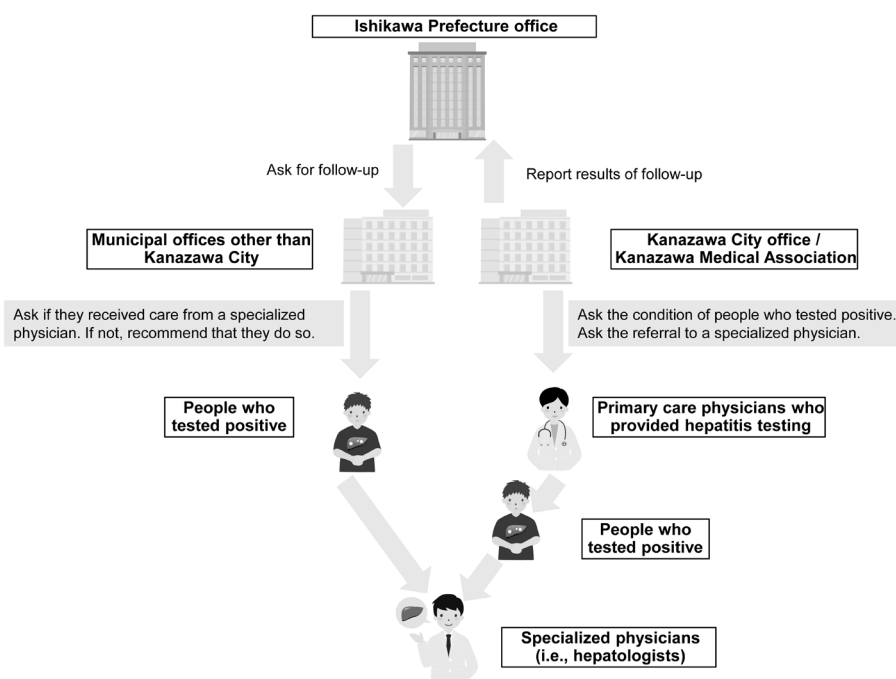 Ishikawa Prefecture office
Ask for follow-up
Report results of follow-up
Municipal offices other than
Kanazawa City
Kanazawa City office /
Kanazawa Medical Association
Ask if they received care from a specialized
physician. If not, recommend that they do so.
Ask the condition of people who tested positive.
Ask the referral to a specialized physician.
People who
tested positive
Primary care physicians who
provided hepatitis testing
People who
tested positive
Specialized physicians
(i.e., hepatologists)